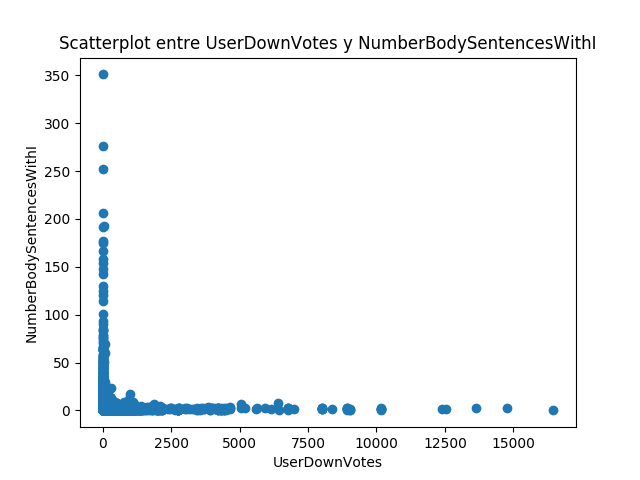 Scatterplot entre UserDownVotes y NumberBodySentencesWithI
NumberBodySentencesWithI
350
300
250
200
150
100
50
0
0 2500 5000 7500 10000 12500 15000
UserDownVotes